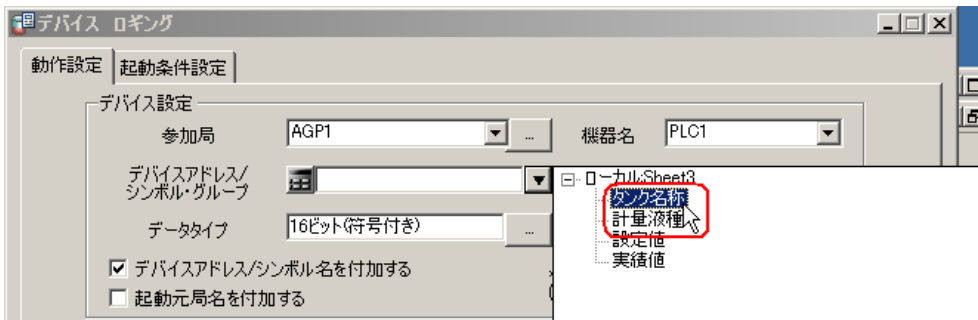 デバイス ロギング
動作設定 起動条件設定
デバイス設定
参加局 AGP1 ... 機器名 PLC1
デバイスアドレス/
シンボル・グループ
ローカル:Sheet3
タンク名称
計量液種
設定値
実績値
データタイプ 16ビット(符号付き) ...
デバイスアドレス/シンボル名を付加する
起動元局名を付加する